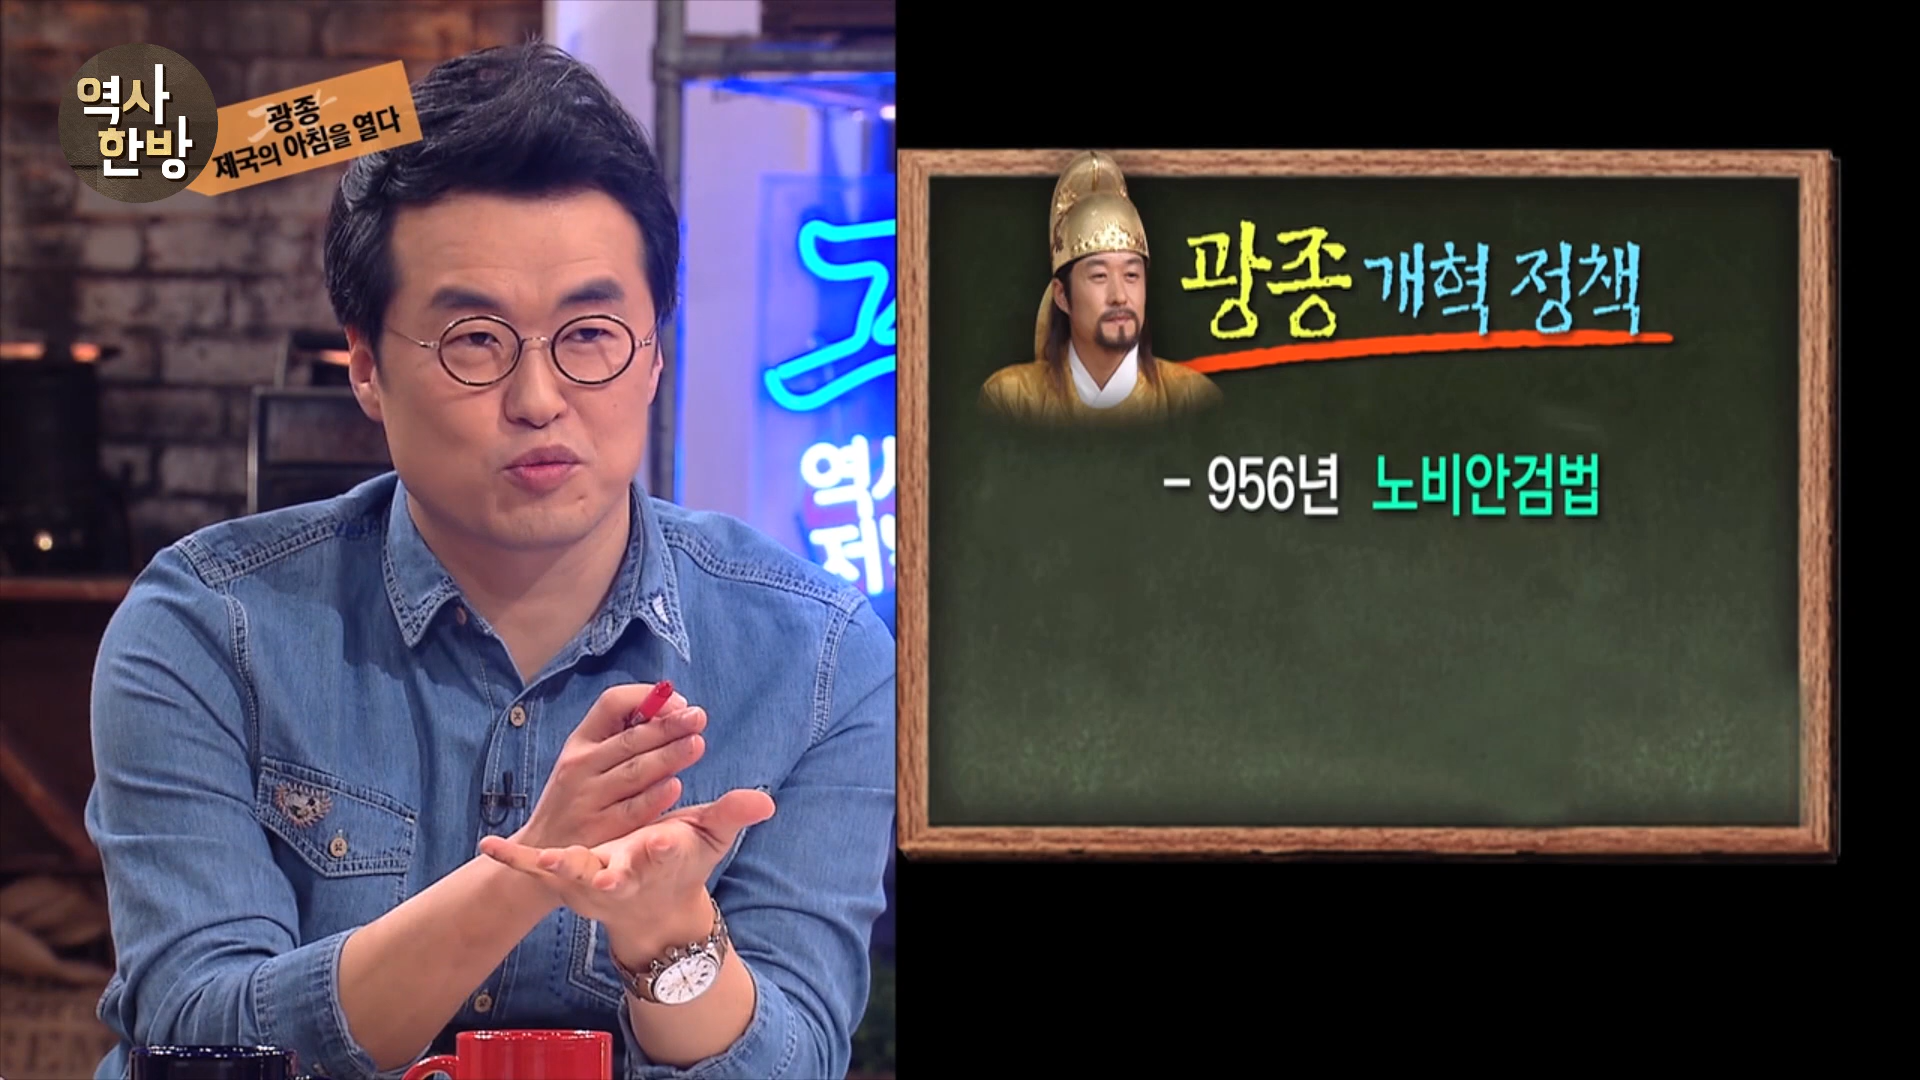 역사
한방
광종
제국의 아침을 열다
광종 개혁 정책
- 956년 노비안검법